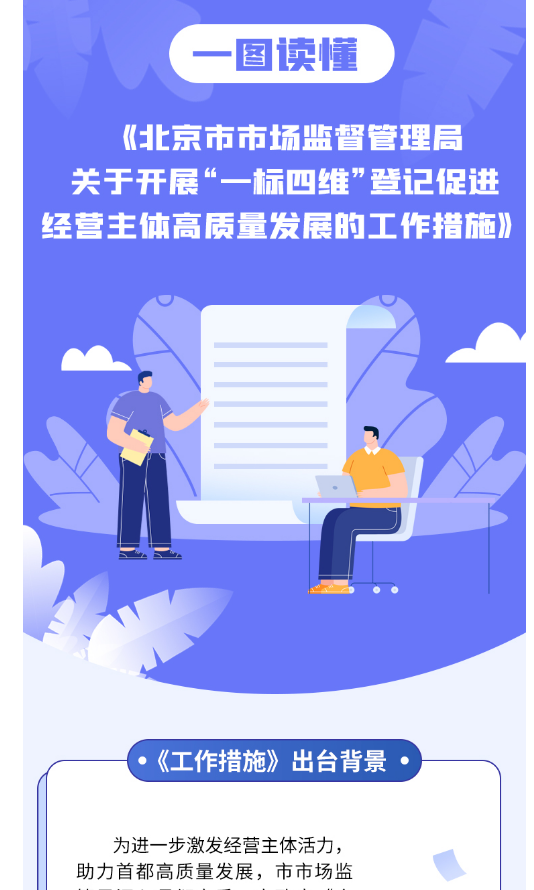 一图读懂
《北京市市场监督管理局
关于开展“一标四维”登记促进
经营主体高质量发展的工作措施》
《工作措施》出台背景
为进一步激发经营主体活力，
助力首都高质量发展，市市场监